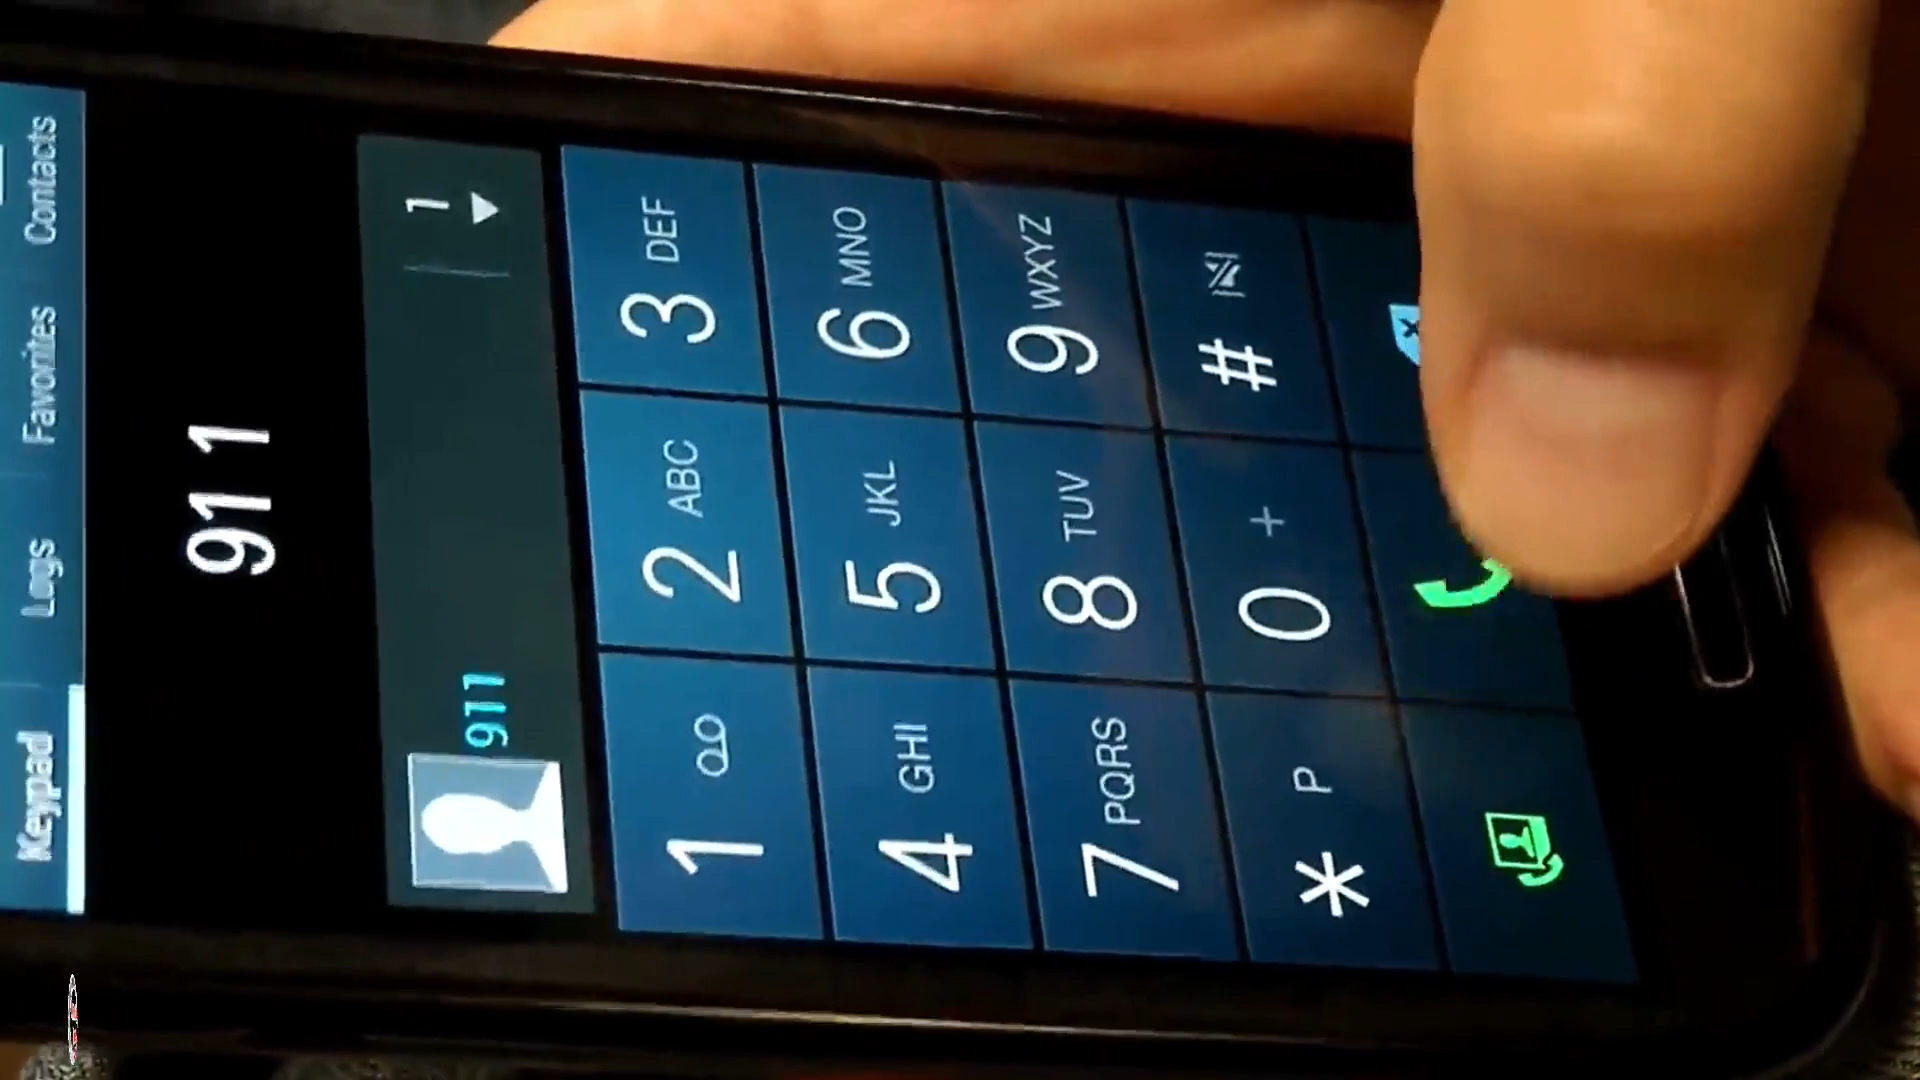 Keypad Logs Favorites Contacts
911
911 1
1 2 ABC 3 DEF
4 GHI 5 JKL 6 MNO
7 PQRS 8 TUV 9 WXYZ
* P 0 + #